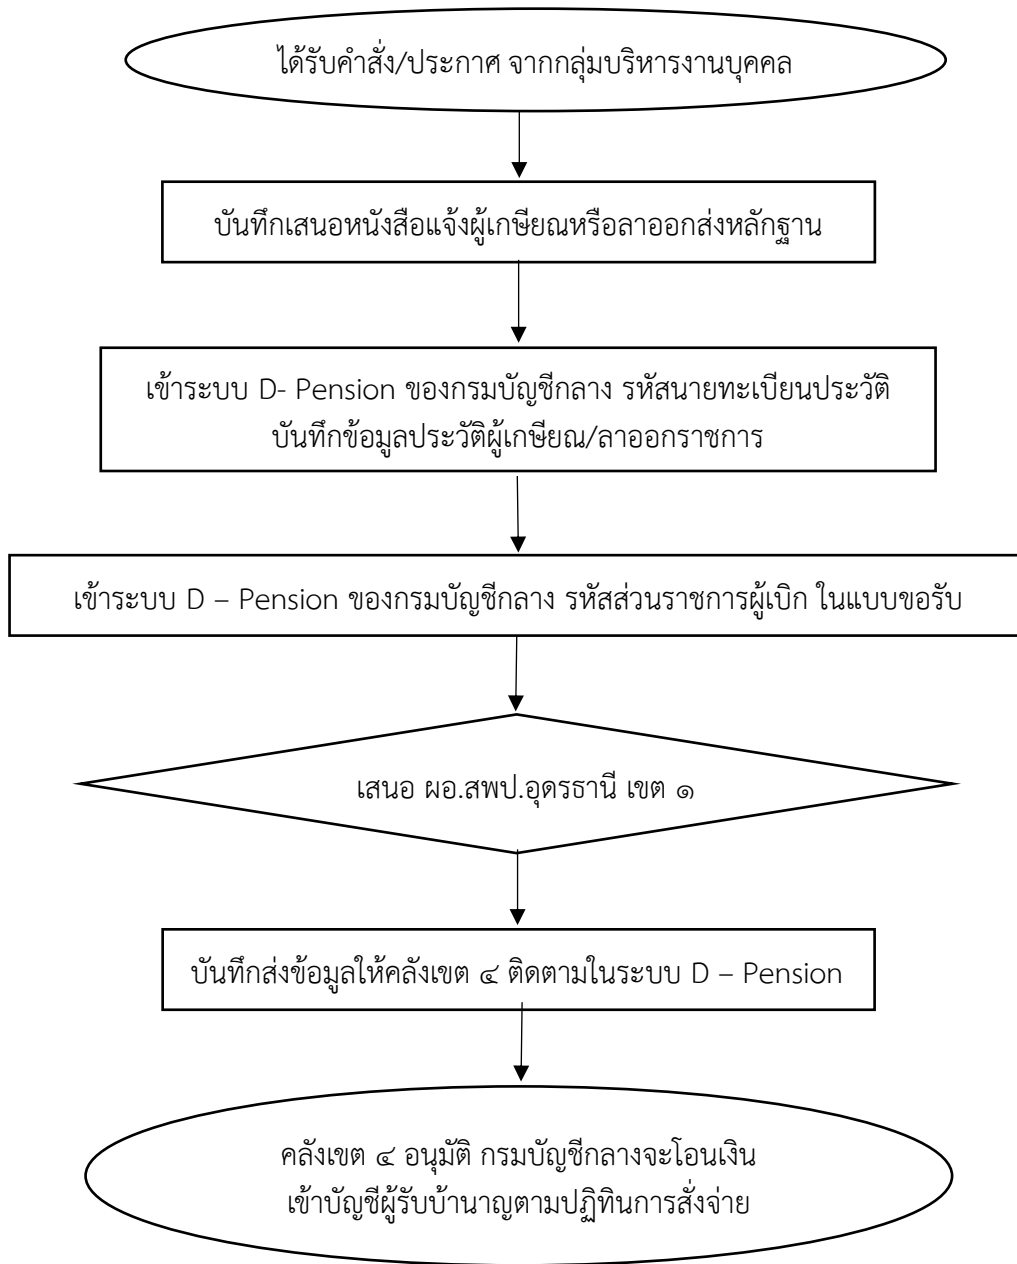 ได้รับคำสั่ง/ประกาศ จากกลุ่มบริหารงานบุคคล
บันทึกเสนอหนังสือแจ้งผู้เกษียณหรือลาออกส่งหลักฐาน
เข้าระบบ D- Pension ของกรมบัญชีกลาง รหัสนายทะเบียนประวัติ
บันทึกข้อมูลประวัติผู้เกษียณ/ลาออกราชการ
เข้าระบบ D – Pension ของกรมบัญชีกลาง รหัสส่วนราชการผู้เบิก ในแบบขอรับ
เสนอ ผอ.สพป.อุดรธานี เขต ๑
บันทึกส่งข้อมูลให้คลังเขต ๔ ติดตามในระบบ D – Pension
คลังเขต ๔ อนุมัติ กรมบัญชีกลางจะโอนเงิน
เข้าบัญชีผู้รับบ้านาญตามปฏิทินการสั่งจ่าย